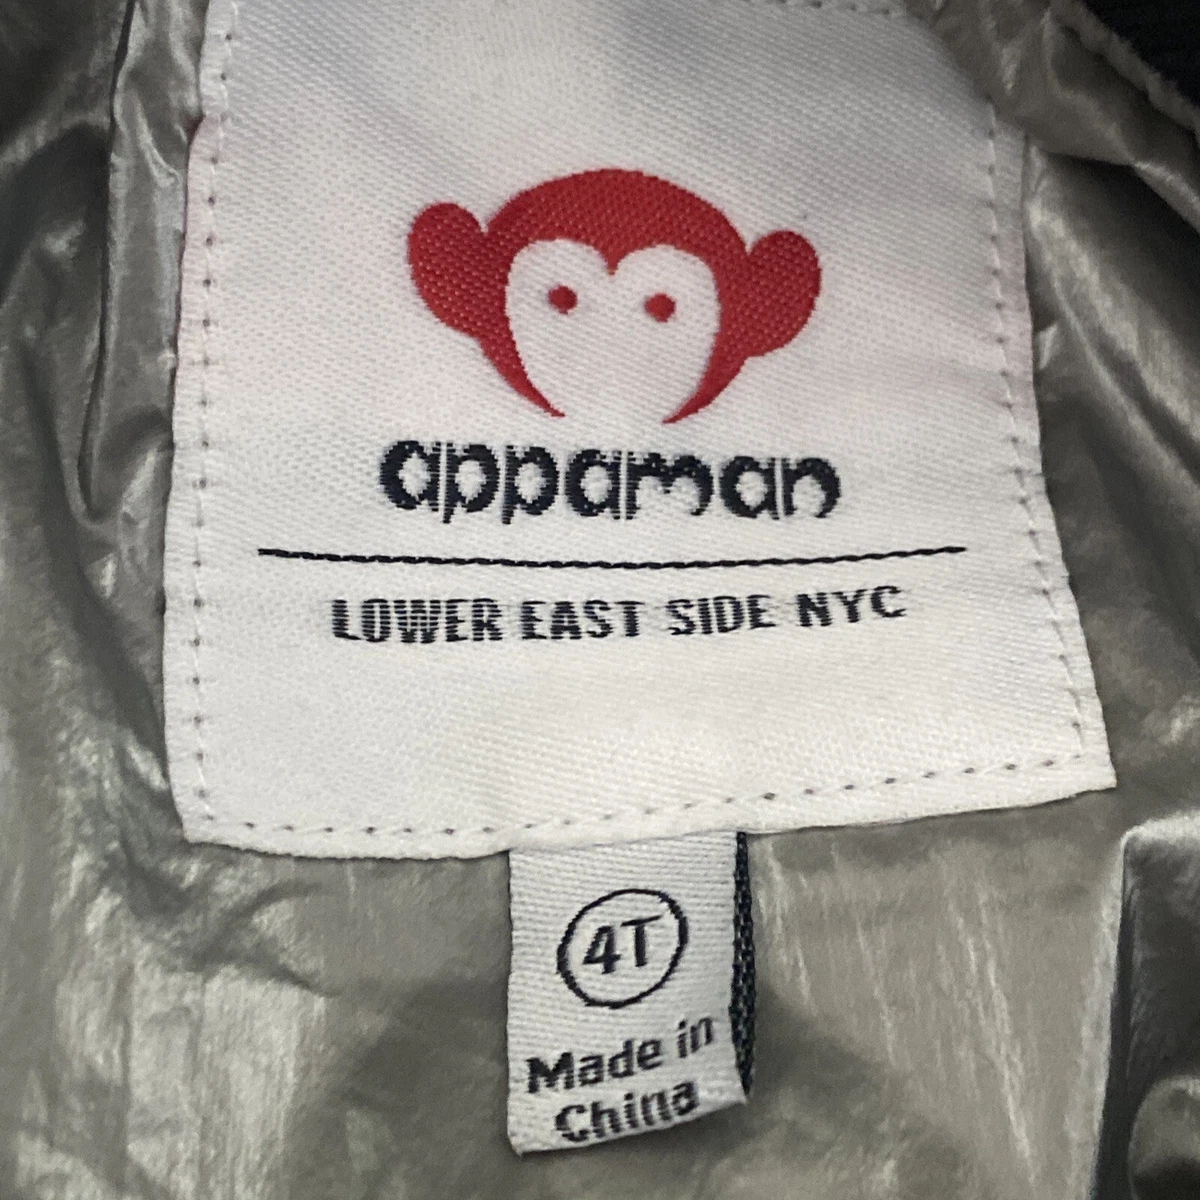 appaman
LOWER EAST SIDE NYC
4T
Made in
China